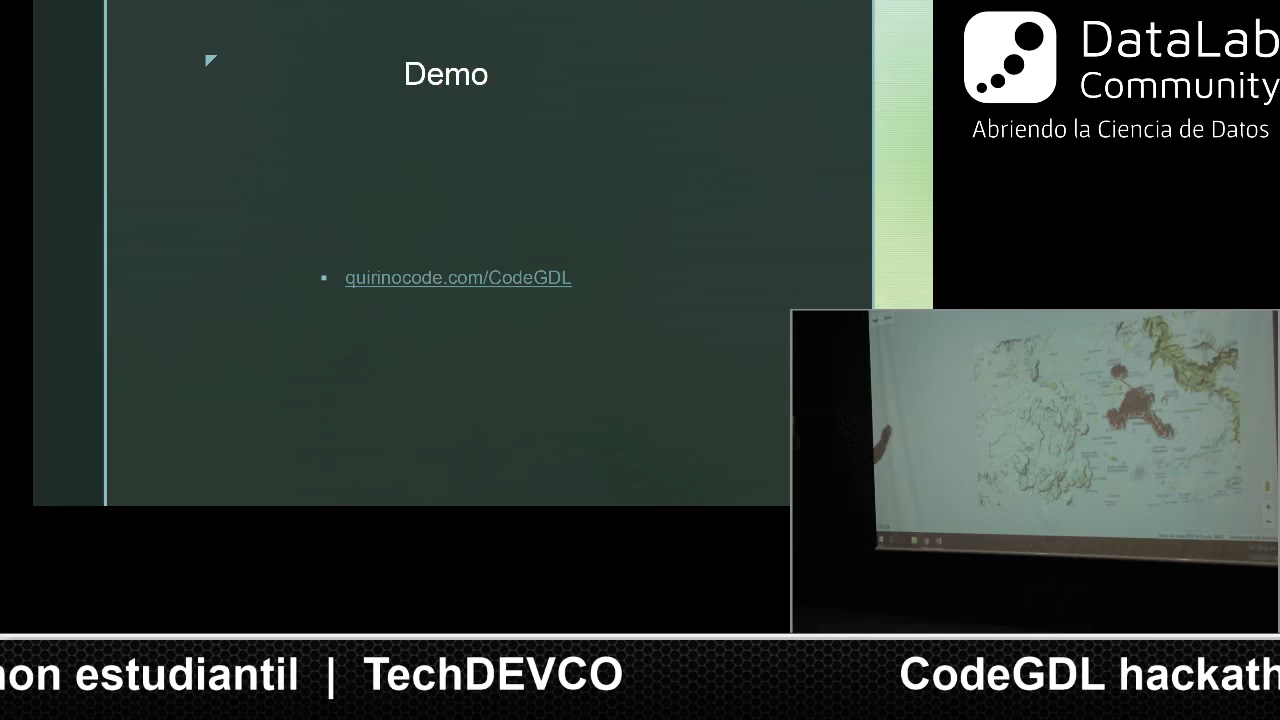 Demo
quirinocode.com/CodeGDL
DataLab
Community
Abriendo la Ciencia de Datos
on estudiantil | TechDEVCO
CodeGDL hackath